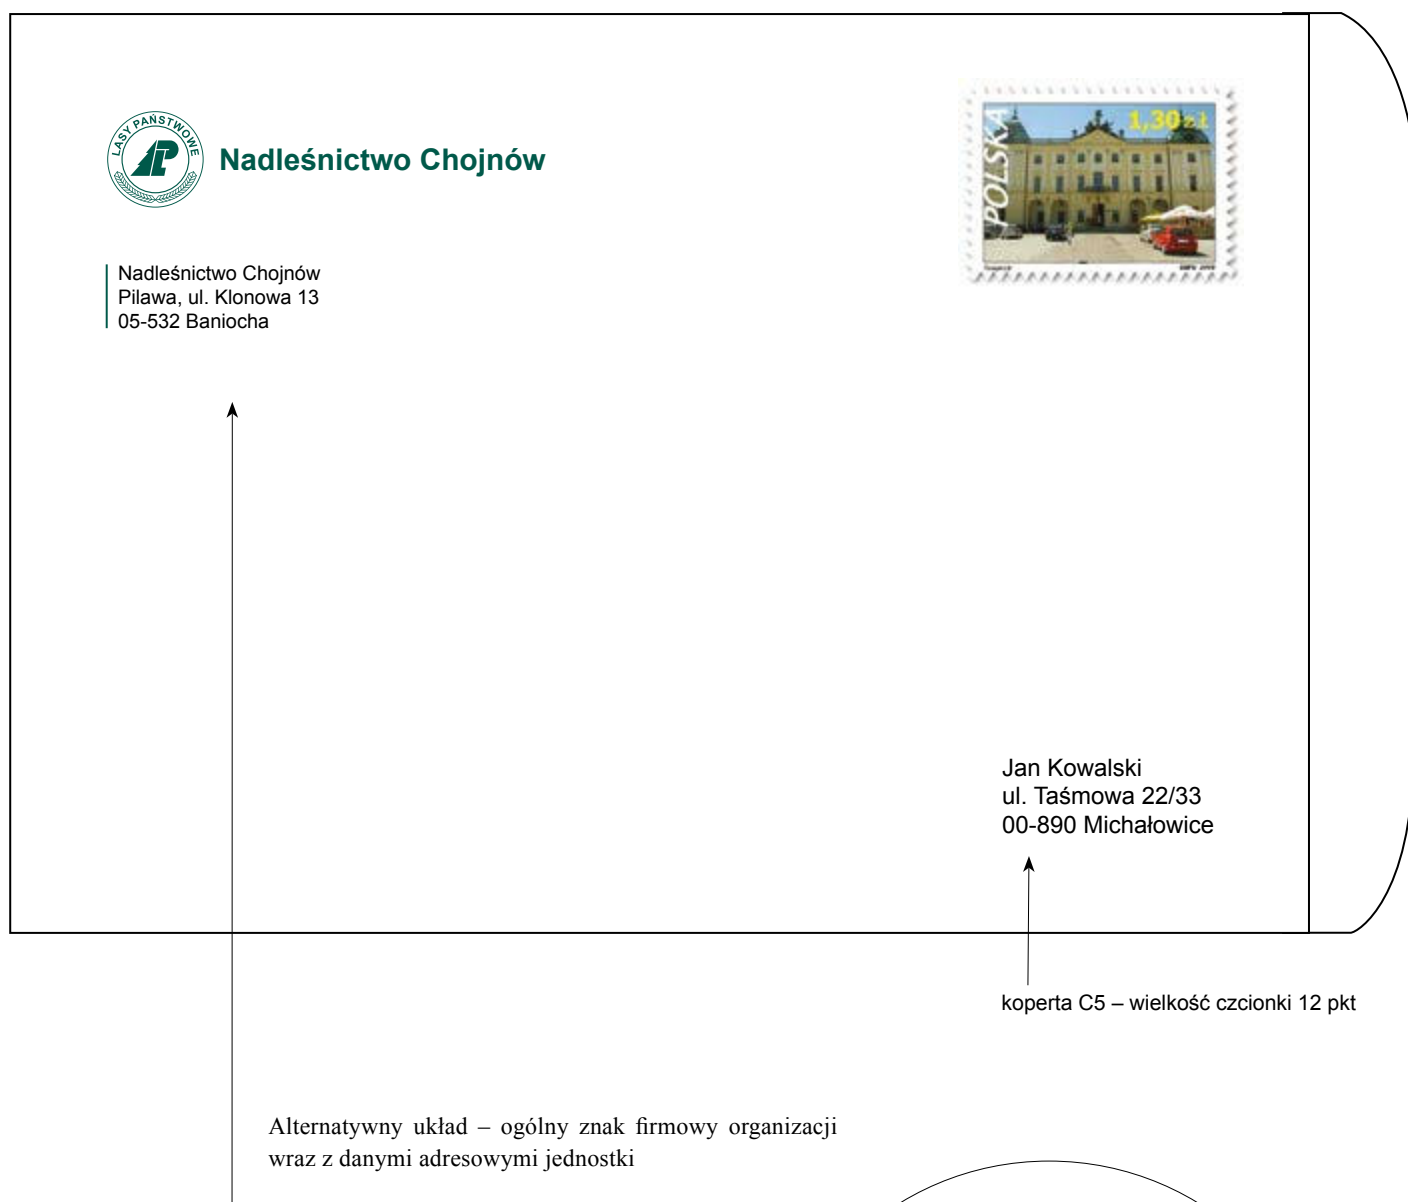 LASY PAŃSTWOWE
Nadleśnictwo Chojnów
POLSKA
1,30 zł
Nadleśnictwo Chojnów
Pilawa, ul. Klonowa 13
05-532 Baniocha
Jan Kowalski
ul. Taśmowa 22/33
00-890 Michałowice
koperta C5 – wielkość czcionki 12 pkt
Alternatywny układ – ogólny znak firmowy organizacji
wraz z danymi adresowymi jednostki